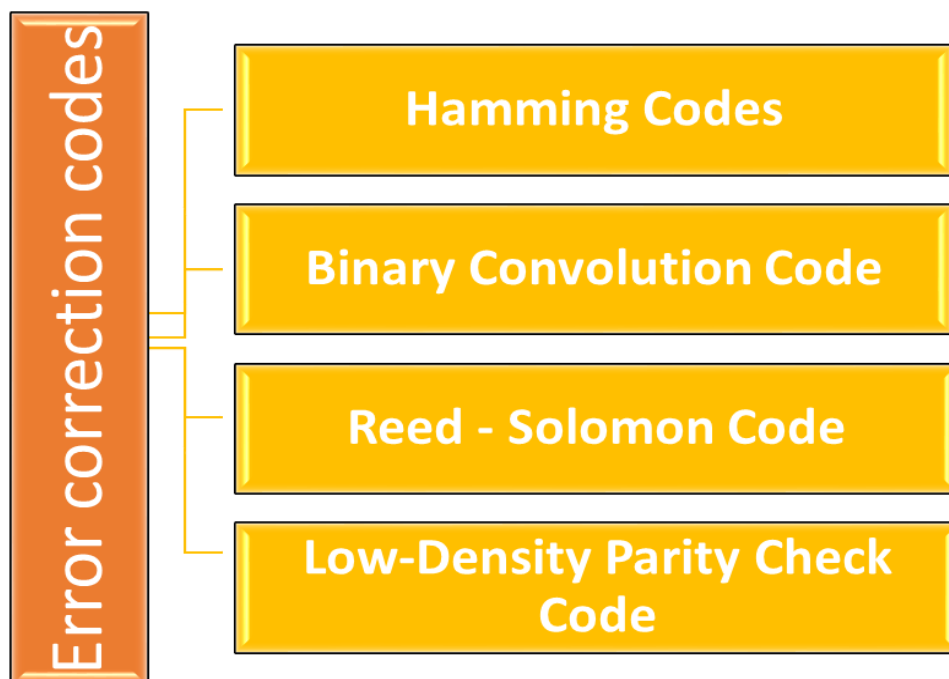 Error correction codes
Hamming Codes
Binary Convolution Code
Reed - Solomon Code
Low-Density Parity Check
Code